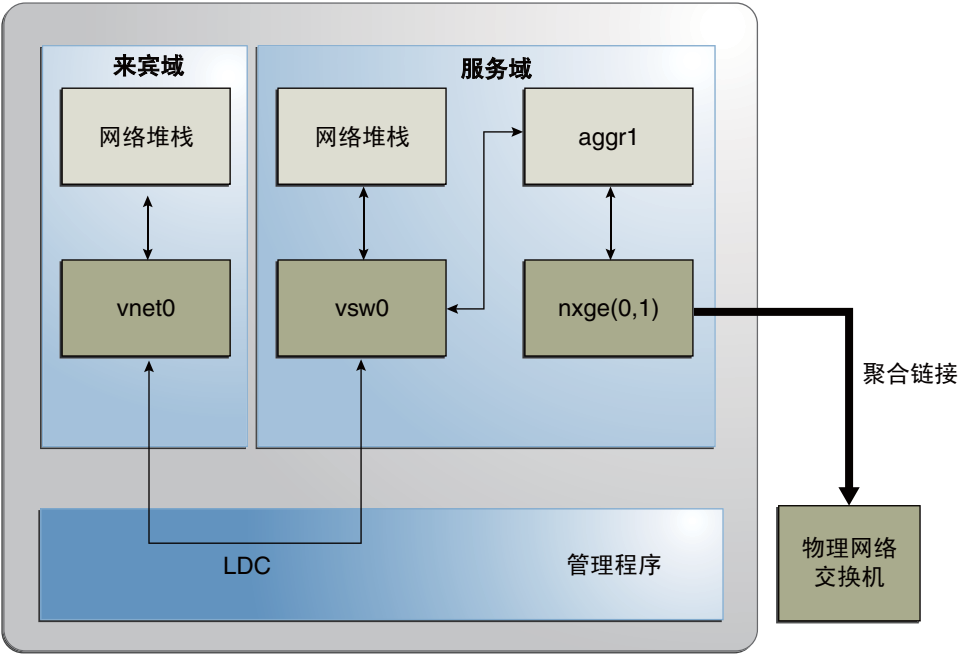 来宾域
服务域
网络堆栈
网络堆栈
aggr1
vnet0
vsw0
nxge(0,1)
聚合链接
LDC
管理程序
物理网络
交换机